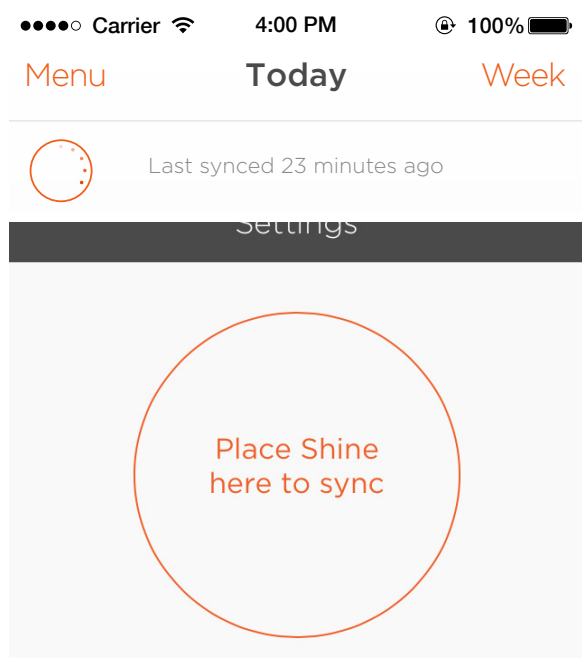 Carrier 4:00 PM 100%
Menu Today Week
Last synced 23 minutes ago
Settings
Place Shine
here to sync